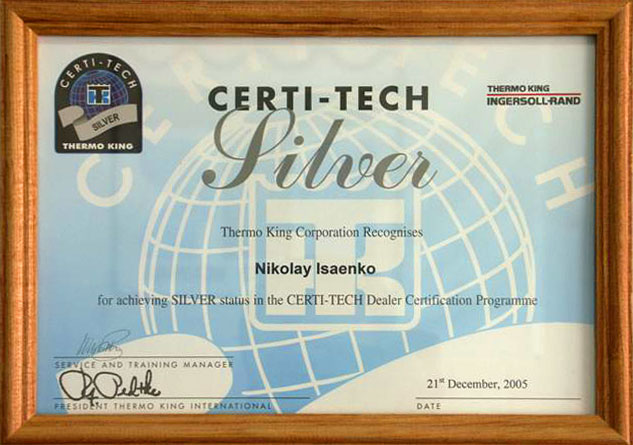 CERTI-TECH
SILVER
THERMO KING
CERTI-TECH
Silver
THERMO KING
INGERSOLL-RAND
CERTI-TECH
Thermo King Corporation Recognises
Nikolay Isaenko
for achieving SILVER status in the CERTI-TECH Dealer Certification Programme
SERVICE AND TRAINING MANAGER
PRESIDENT THERMO KING INTERNATIONAL
21st December, 2005
DATE